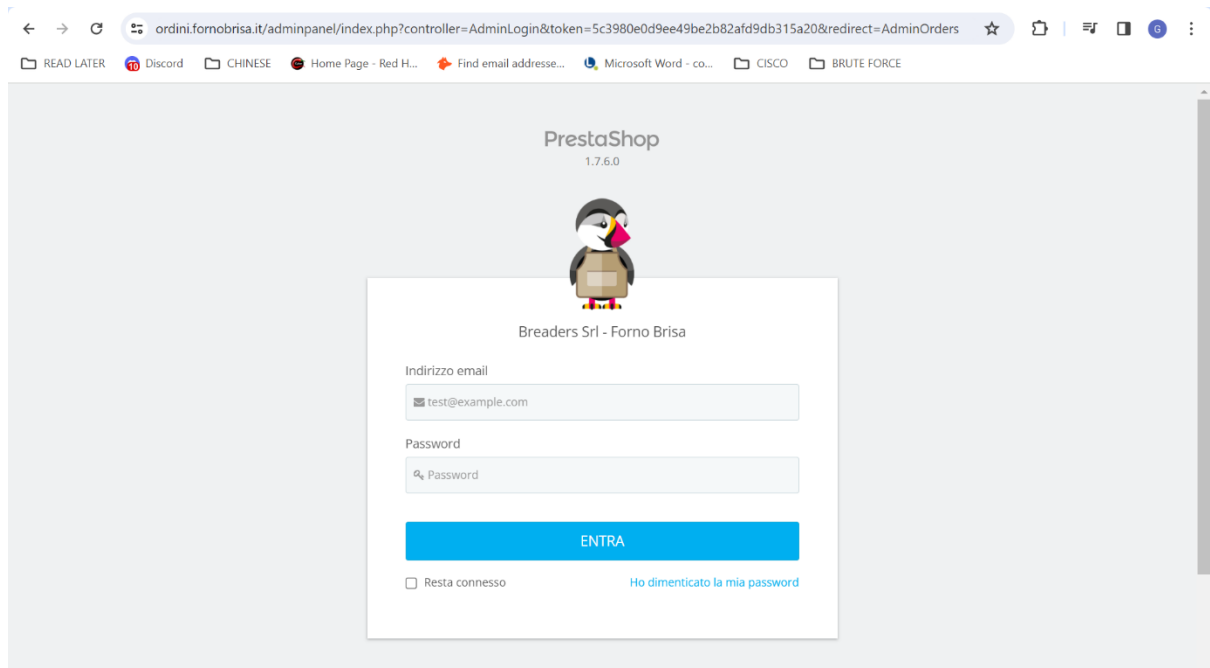 ordini.fornobrisa.it/adminpanel/index.php?controller=AdminLogin&token=5c3980e0d9ee49be2b82afd9db315a20&redirect=AdminOrders
G
READ LATER 10 Discord CHINESE Home Page - Red H... Find email addresse... Microsoft Word - co... CISCO BRUTE FORCE
PrestaShop
1.7.6.0
Breaders Srl - Forno Brisa
Indirizzo email
test@example.com
Password
Password
ENTRA
Resta connesso Ho dimenticato la mia password